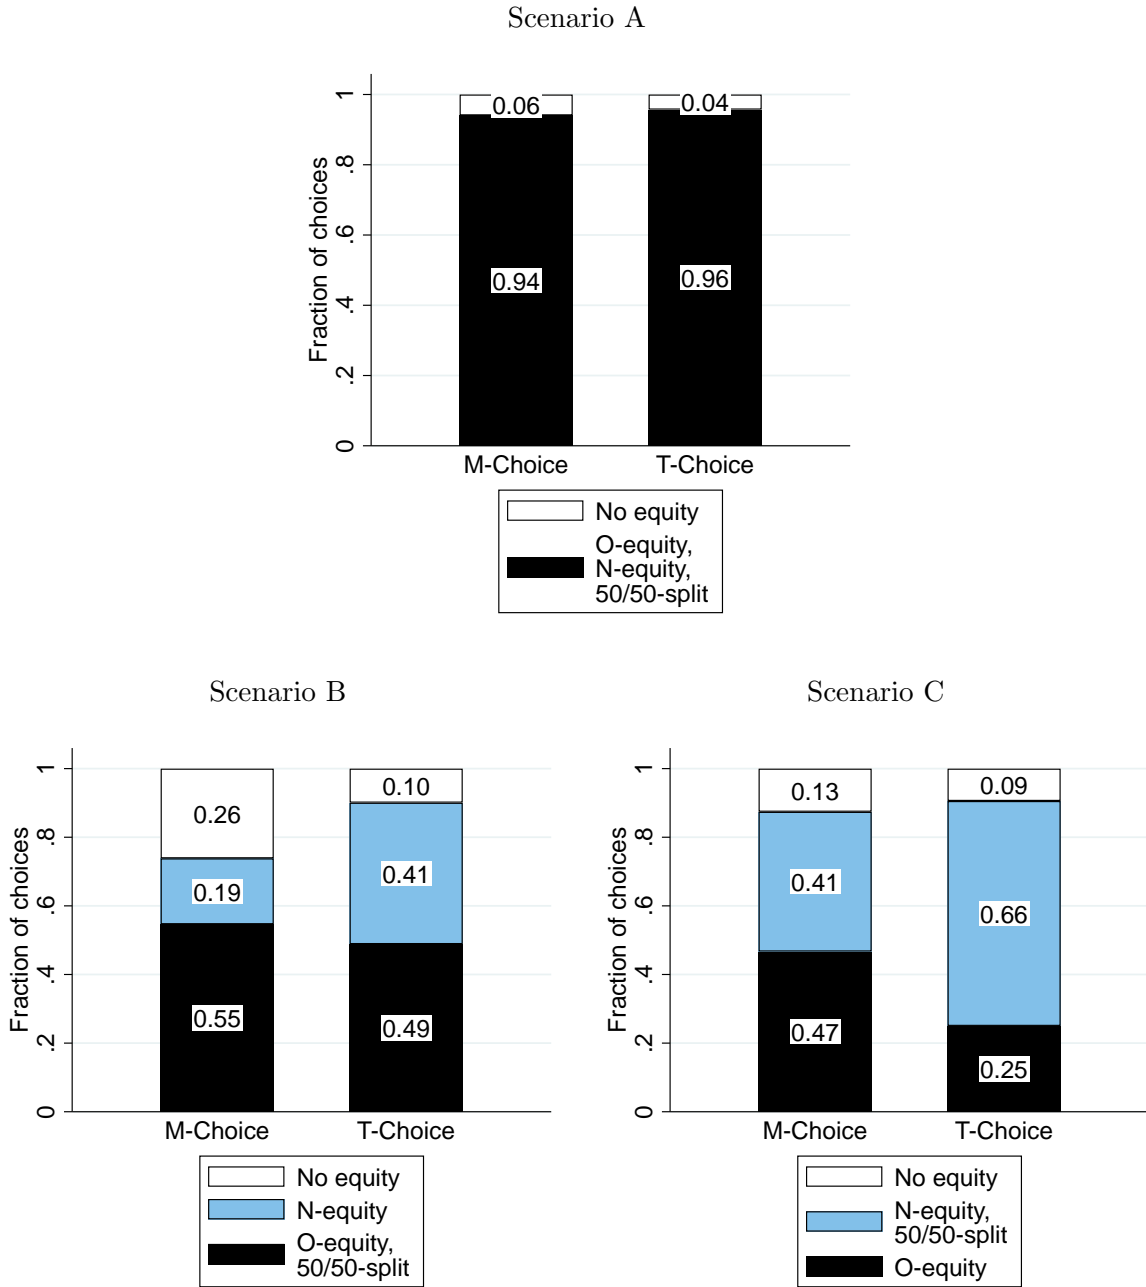 Scenario A
Fraction of choices
0 .2 .4 .6 .8 1
0.06
0.04
0.94
0.96
M-Choice
T-Choice
No equity
O-equity,
N-equity,
50/50-split
Scenario B
Fraction of choices
0 .2 .4 .6 .8 1
0.26
0.10
0.19
0.41
0.55
0.49
M-Choice
T-Choice
No equity
N-equity
O-equity,
50/50-split
Scenario C
Fraction of choices
0 .2 .4 .6 .8 1
0.13
0.09
0.41
0.66
0.47
0.25
M-Choice
T-Choice
No equity
N-equity,
50/50-split
O-equity